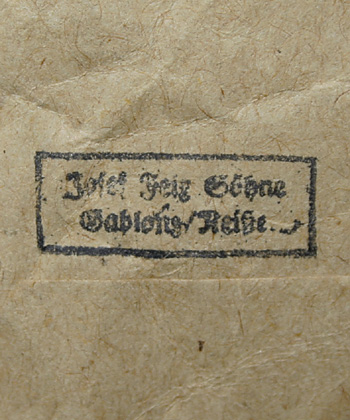 Josef Feix Söhne
Gablonz/Neiße.